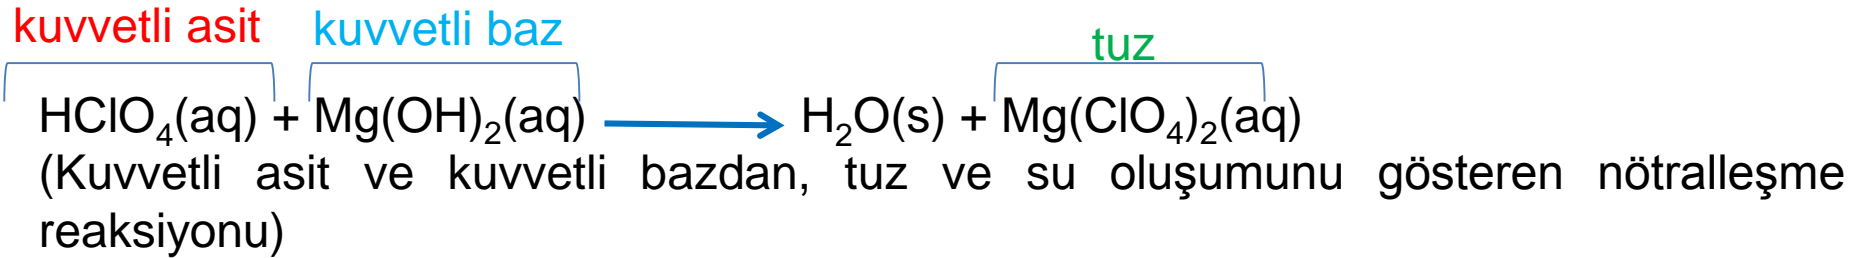 kuvvetli asit kuvvetli baz tuz
HClO₄(aq) + Mg(OH)₂(aq) ⟶ H₂O(s) + Mg(ClO₄)₂(aq)
(Kuvvetli asit ve kuvvetli bazdan, tuz ve su oluşumunu gösteren nötralleşme
reaksiyonu)